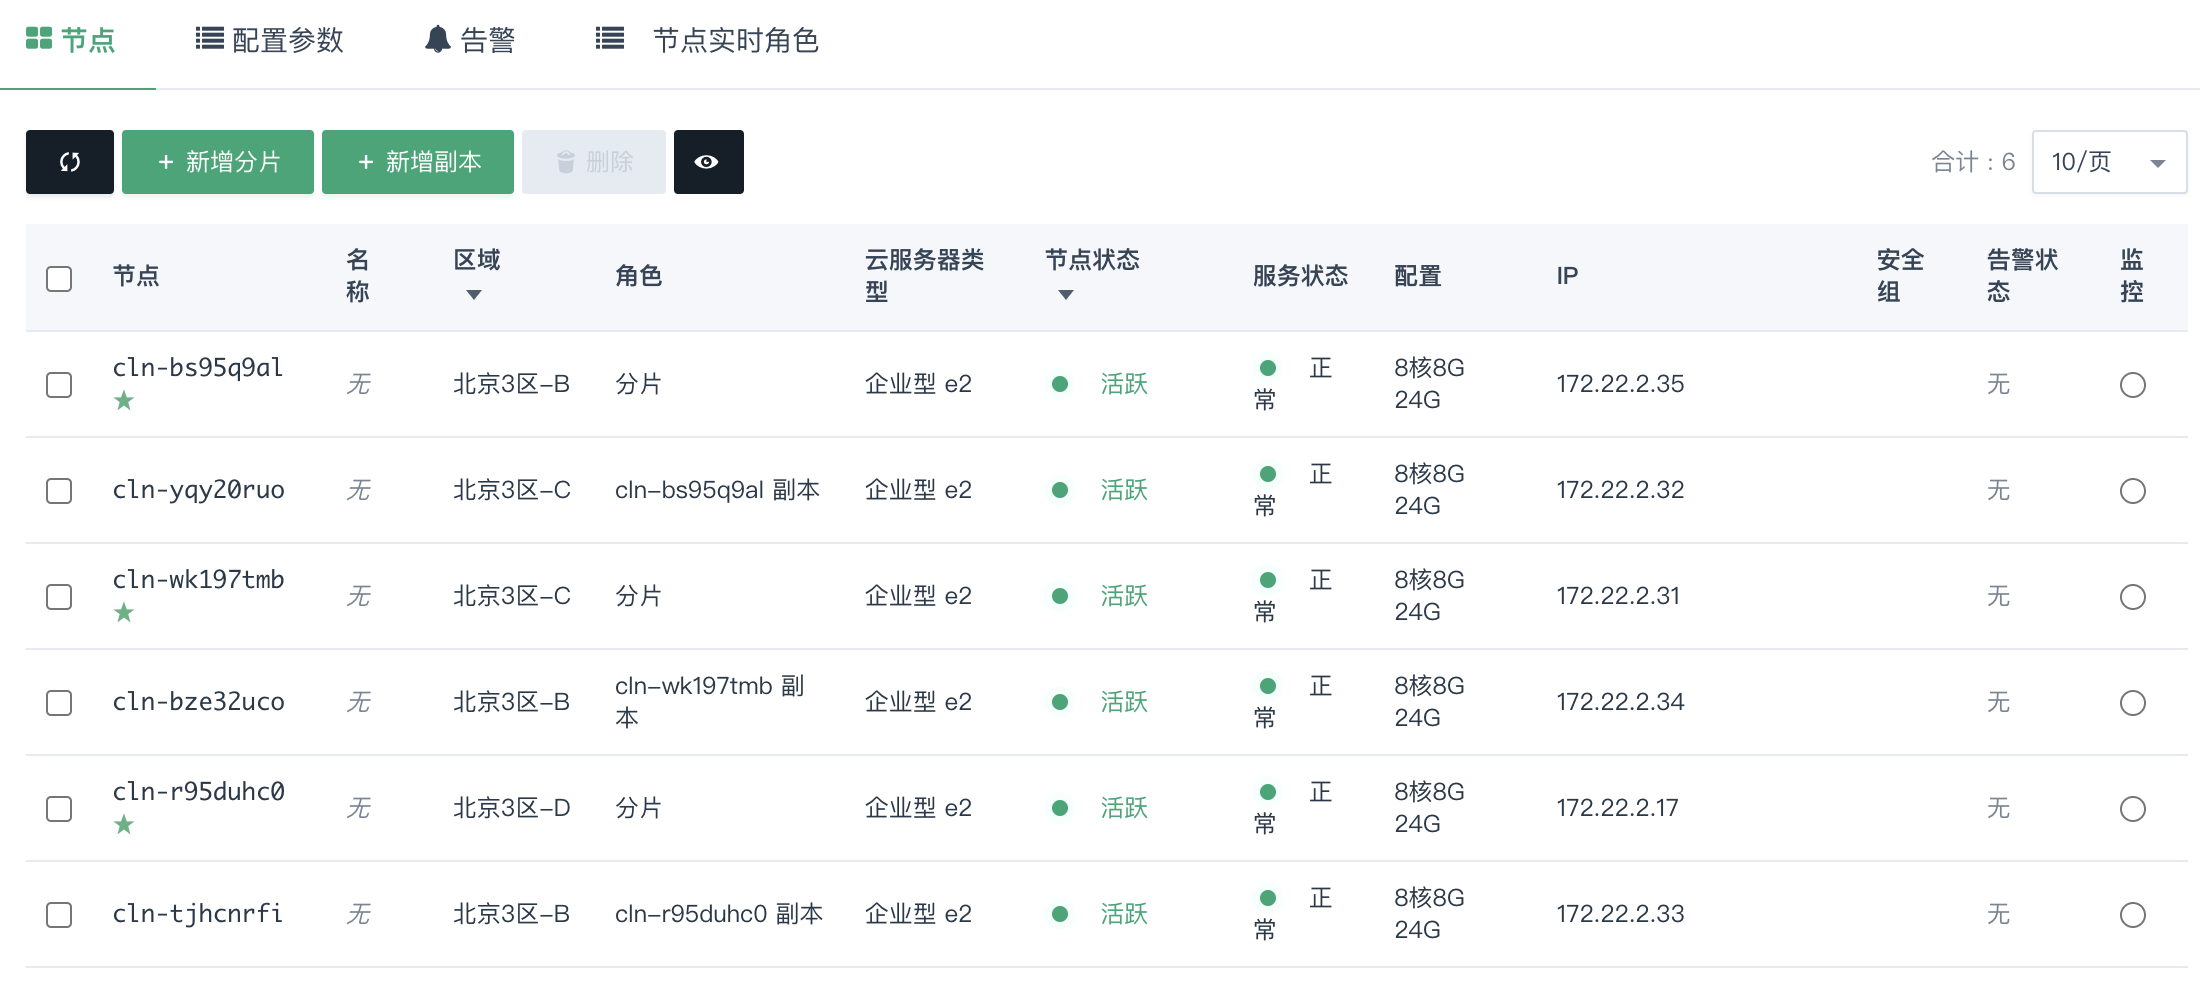 节点 配置参数 告警 节点实时角色
+ 新增分片 + 新增副本 删除 合计：6 10/页
节点 名称 区域 角色 云服务器类型 节点状态 服务状态 配置 IP 安全组 告警状态 监控
cln-bs95q9al 无 北京3区-B 分片 企业型 e2 活跃 正常 8核8G 24G 172.22.2.35 无
cln-yqy20ruo 无 北京3区-C cln-bs95q9al 副本 企业型 e2 活跃 正常 8核8G 24G 172.22.2.32 无
cln-wk197tmb 无 北京3区-C 分片 企业型 e2 活跃 正常 8核8G 24G 172.22.2.31 无
cln-bze32uco 无 北京3区-B cln-wk197tmb 副本 企业型 e2 活跃 正常 8核8G 24G 172.22.2.34 无
cln-r95duhc0 无 北京3区-D 分片 企业型 e2 活跃 正常 8核8G 24G 172.22.2.17 无
cln-tjhcnrfi 无 北京3区-B cln-r95duhc0 副本 企业型 e2 活跃 正常 8核8G 24G 172.22.2.33 无